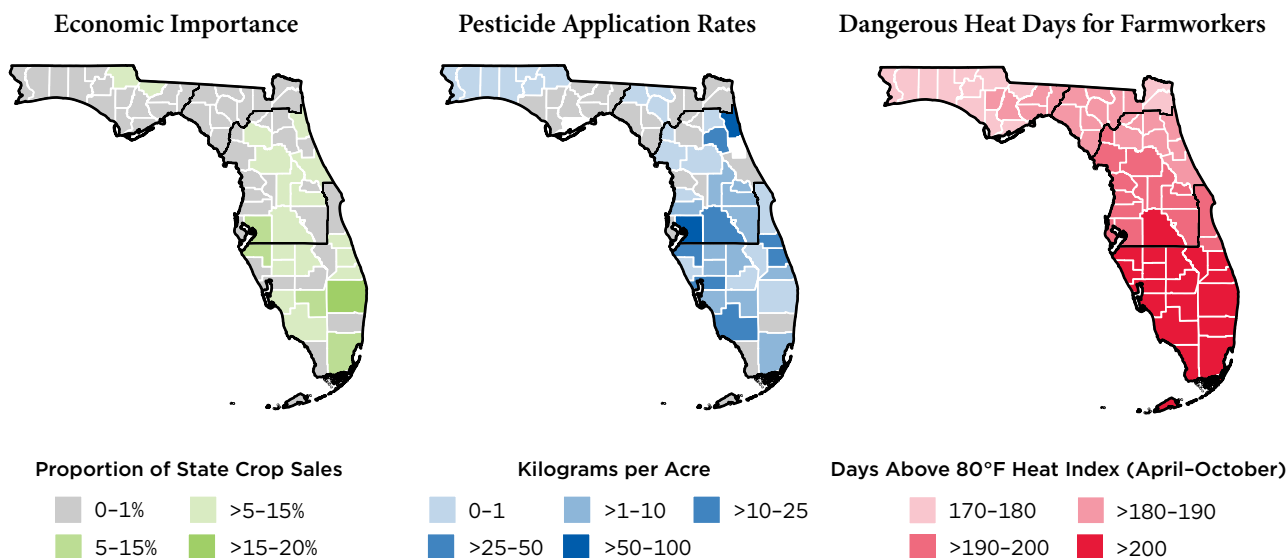 Economic Importance
Pesticide Application Rates
Dangerous Heat Days for Farmworkers
Proportion of State Crop Sales
0–1%
>5–15%
5–15%
>15–20%
Kilograms per Acre
0–1
>1–10
>10–25
>25–50
>50–100
Days Above 80°F Heat Index (April–October)
170–180
>180–190
>190–200
>200